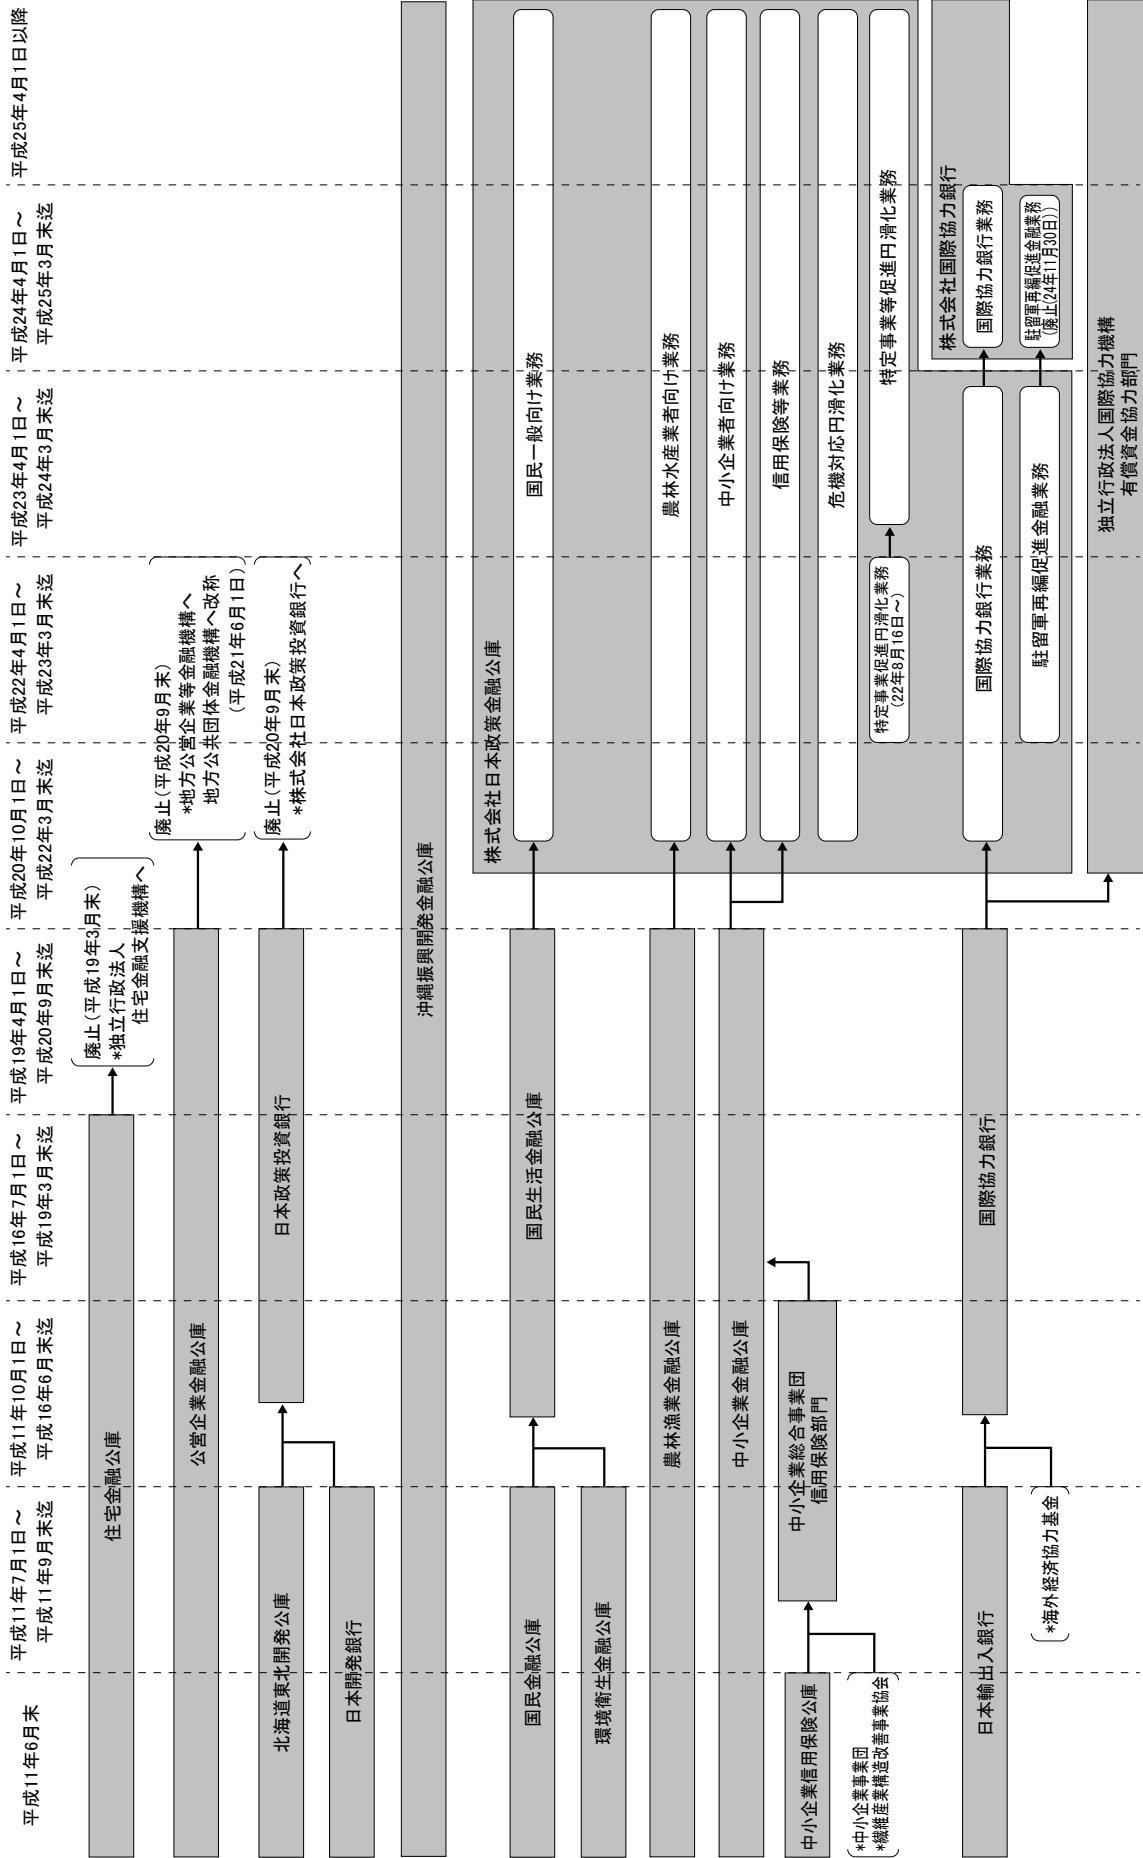 平成11年6月末
平成11年7月1日～
平成11年9月末迄
平成11年10月1日～
平成16年6月末迄
平成16年7月1日～
平成19年3月末迄
平成19年4月1日～
平成20年9月末迄
平成20年10月1日～
平成22年3月末迄
平成22年4月1日～
平成23年3月末迄
平成23年4月1日～
平成24年3月末迄
平成24年4月1日～
平成25年3月末迄
平成25年4月1日以降
住宅金融公庫
廃止(平成19年3月末)
*独立行政法人
住宅金融支援機構へ
公営企業金融公庫
廃止(平成20年9月末)
*地方公営企業等金融機構へ
地方公共団体金融機構へ改称
(平成21年6月1日)
北海道東北開発公庫
日本開発銀行
日本政策投資銀行
廃止(平成20年9月末)
*株式会社日本政策投資銀行へ
沖縄振興開発金融公庫
株式会社日本政策金融公庫
国民金融公庫
環境衛生金融公庫
国民生活金融公庫
国民一般向け業務
農林漁業金融公庫
農林水産業者向け業務
中小企業金融公庫
中小企業者向け業務
信用保険等業務
中小企業信用保険公庫
*中小企業事業団
*繊維産業構造改善事業協会
中小企業総合事業団
信用保険部門
危機対応円滑化業務
特定事業促進円滑化業務
(22年8月16日～)
特定事業等促進円滑化業務
日本輸出入銀行
*海外経済協力基金
国際協力銀行
国際協力銀行業務
駐留軍再編促進金融業務
株式会社国際協力銀行
国際協力銀行業務
駐留軍再編促進金融業務
(廃止(24年11月30日))
独立行政法人国際協力機構
有償資金協力部門